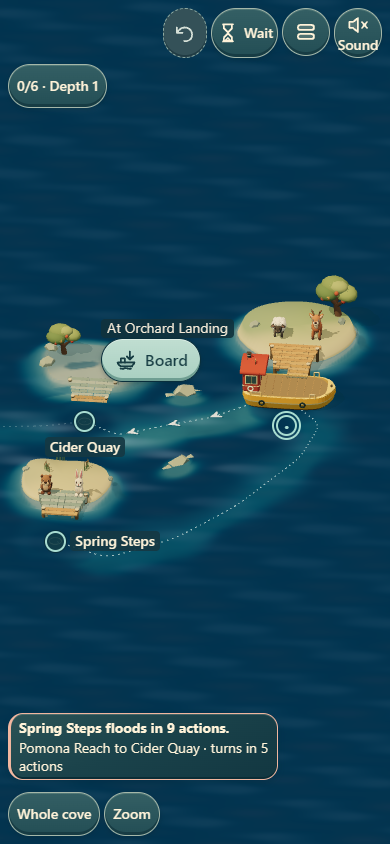 Wait
Sound
0/6 · Depth 1
At Orchard Landing
Board
Cider Quay
Spring Steps
Spring Steps floods in 9 actions.
Pomona Reach to Cider Quay · turns in 5
actions
Whole cove
Zoom